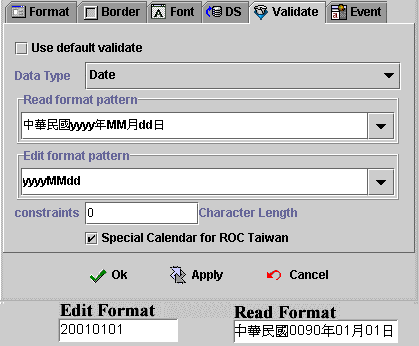 Format Border Font DS Validate Event
Use default validate
Data Type Date
Read format pattern
中華民國yyyy年MM月dd日
Edit format pattern
yyyyMMdd
constraints 0 Character Length
Special Calendar for ROC Taiwan
Ok Apply Cancel
Edit Format Read Format
20010101 中華民國0090年01月01日